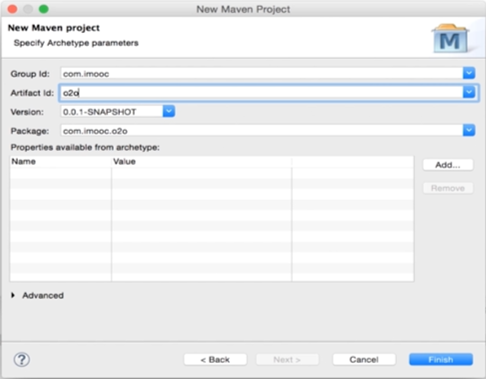 New Maven Project
New Maven project
Specify Archetype parameters
M
Group Id: com.imooc
Artifact Id: o2o
Version: 0.0.1-SNAPSHOT
Package: com.imooc.o2o
Properties available from archetype:
Name Value
Add...
Remove
Advanced
? < Back Next > Cancel Finish